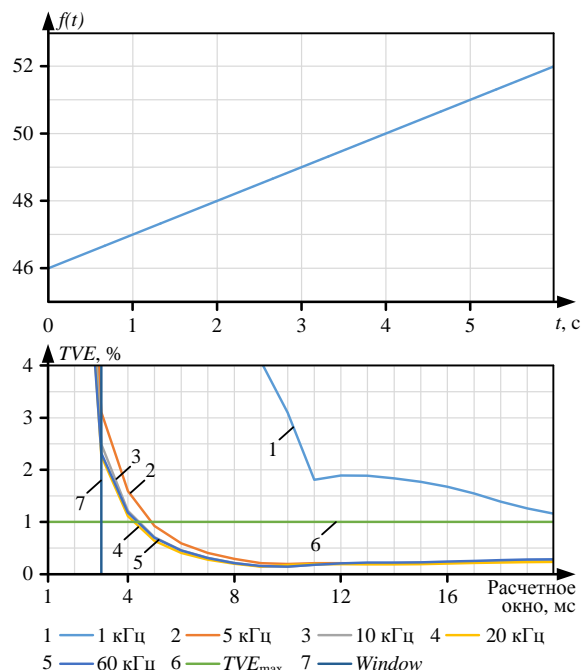 f(t)
52
50
48
46
0 1 2 3 4 5 t, с
TVE, %
4
3
2
1
0
1 4 8 12 16 Расчетное
окно, мс
1
3
2
7
4
5
6
1 1 кГц 2 5 кГц 3 10 кГц 4 20 кГц
5 60 кГц 6 TVEmax 7 Window